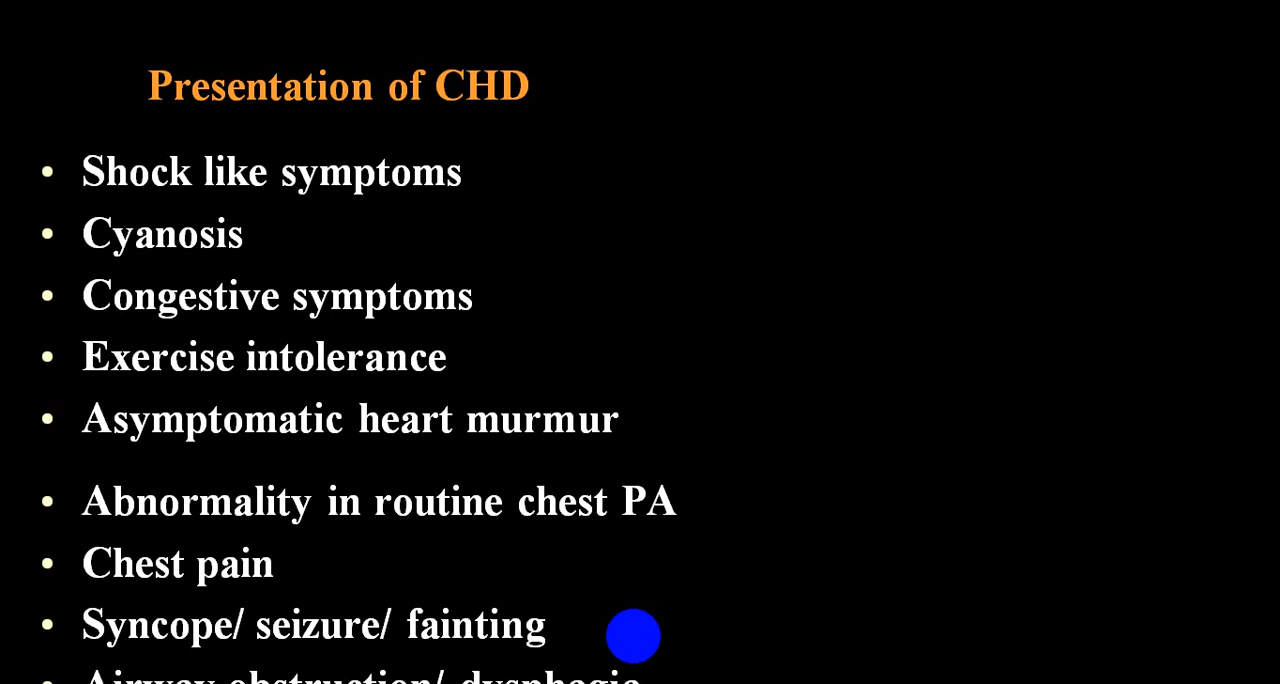 Presentation of CHD
• Shock like symptoms
• Cyanosis
• Congestive symptoms
• Exercise intolerance
• Asymptomatic heart murmur
• Abnormality in routine chest PA
• Chest pain
• Syncope/ seizure/ fainting
• Airway obstruction/ dysphagia